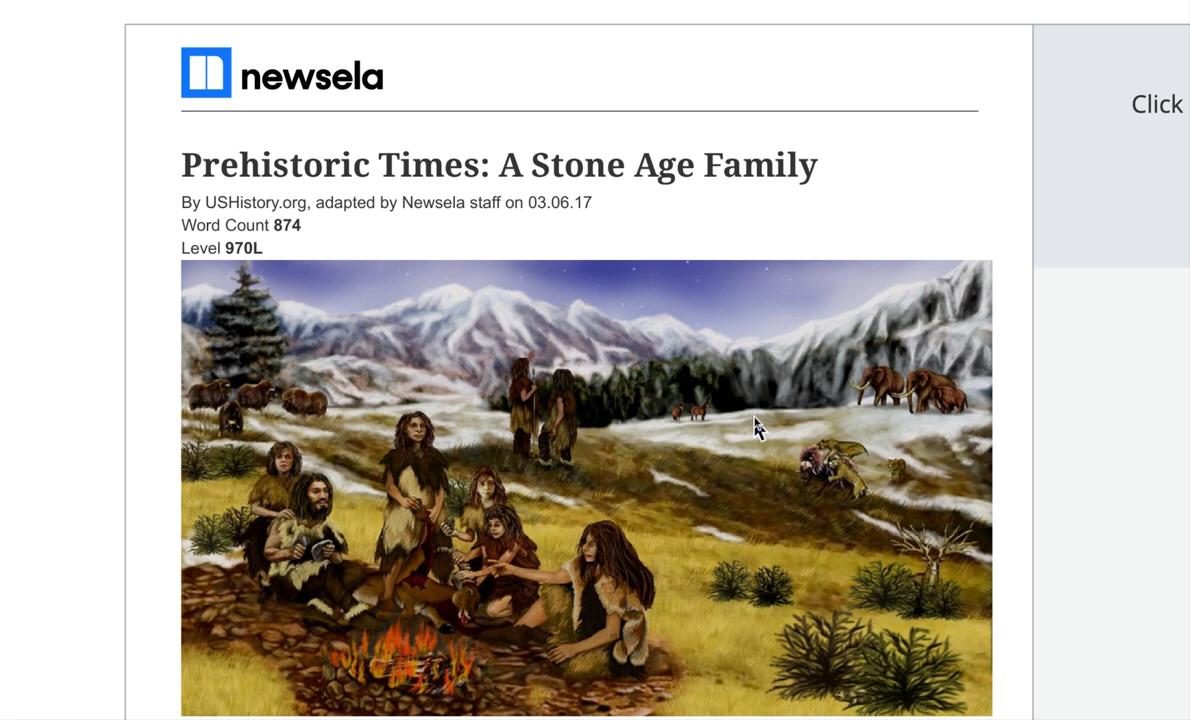 newsela
Click
Prehistoric Times: A Stone Age Family
By USHistory.org, adapted by Newsela staff on 03.06.17
Word Count 874
Level 970L